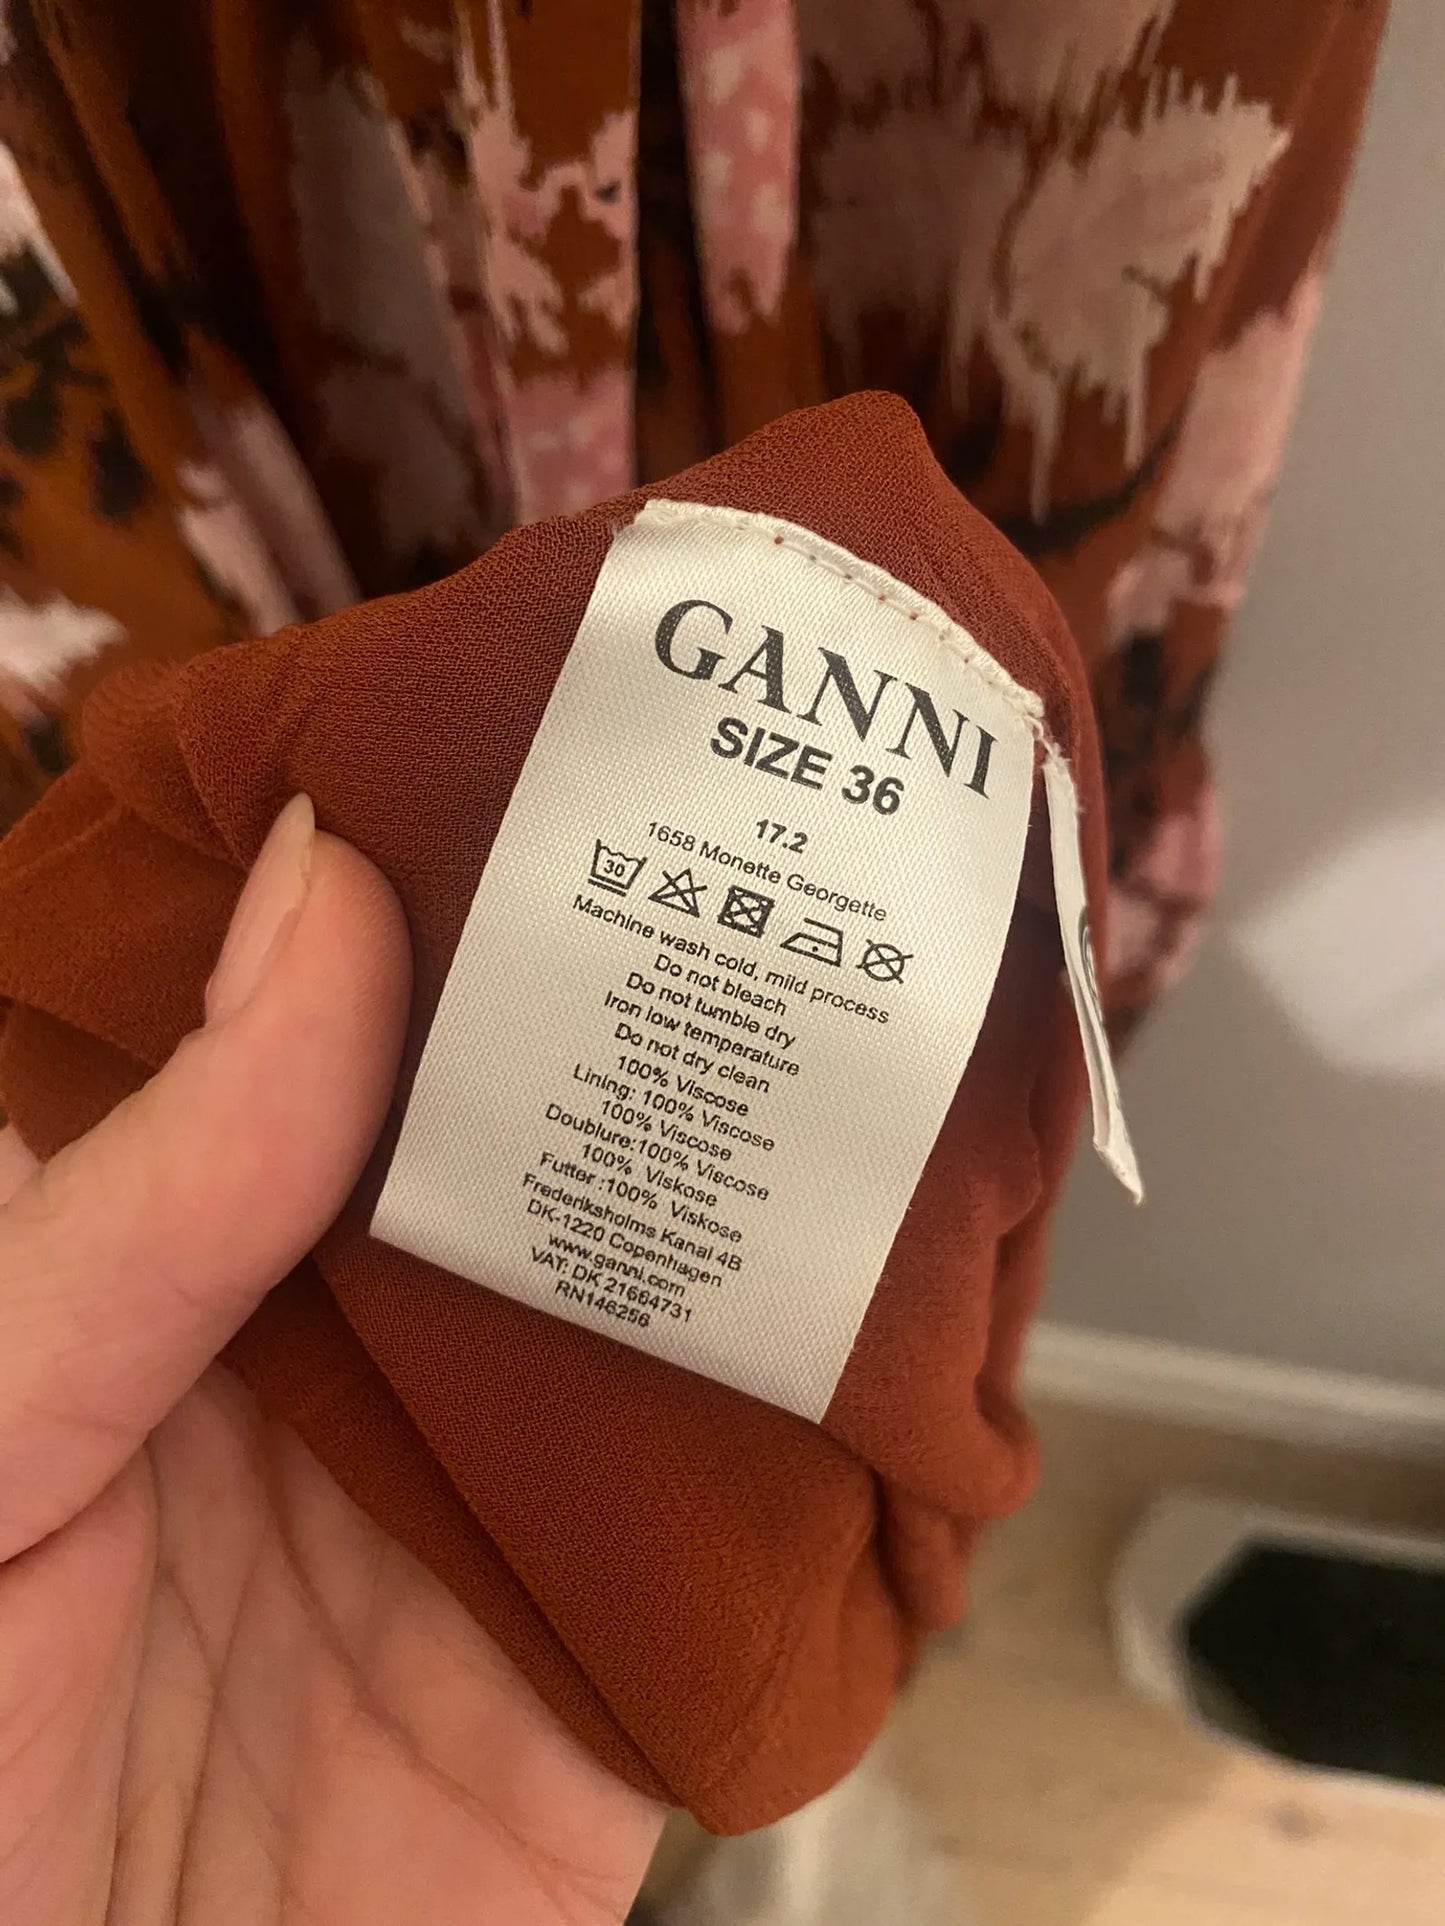 GANNI
SIZE 36
17.2
1658 Monette Georgette
30
Machine wash cold, mild process
Do not bleach
Do not tumble dry
Iron low temperature
Do not dry clean
100% Viscose
Lining: 100% Viscose
100% Viscose
Doublure:100% Viscose
100% Viskose
Futter :100% Viskose
Frederiksholms Kanal 4B
DK-1220 Copenhagen
www.ganni.com
VAT: DK 21664731
RN146256